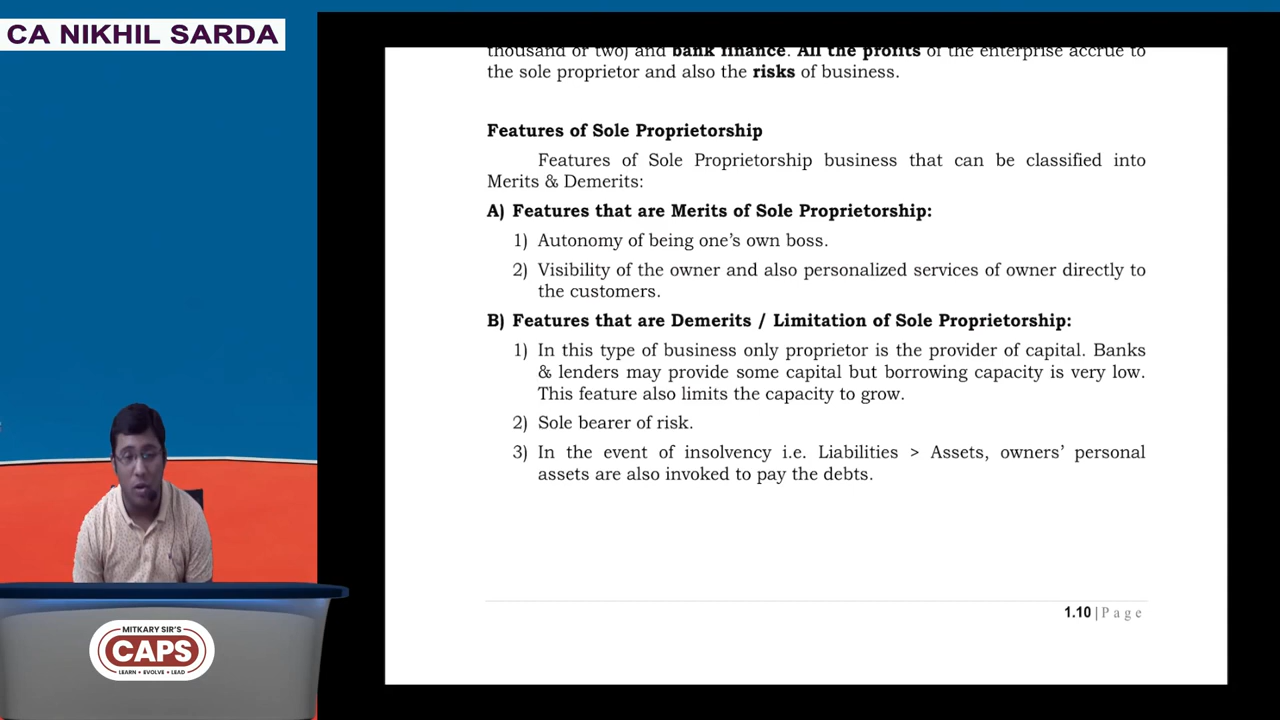 CA NIKHIL SARDA
thousand or two) and bank finance. All the profits of the enterprise accrue to
the sole proprietor and also the risks of business.
Features of Sole Proprietorship
Features of Sole Proprietorship business that can be classified into
Merits & Demerits:
A) Features that are Merits of Sole Proprietorship:
1) Autonomy of being one’s own boss.
2) Visibility of the owner and also personalized services of owner directly to
the customers.
B) Features that are Demerits / Limitation of Sole Proprietorship:
1) In this type of business only proprietor is the provider of capital. Banks
& lenders may provide some capital but borrowing capacity is very low.
This feature also limits the capacity to grow.
2) Sole bearer of risk.
3) In the event of insolvency i.e. Liabilities > Assets, owners’ personal
assets are also invoked to pay the debts.
1.10 | Page
MITKARY SIR'S
CAPS
LEARN • EVOLVE • LEAD